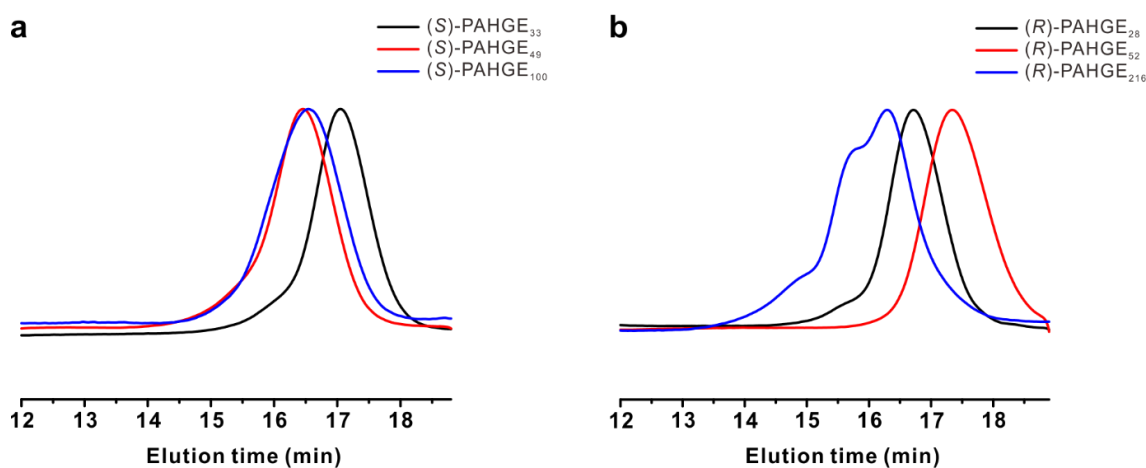 a
(S)-PAHGE33
(S)-PAHGE49
(S)-PAHGE100
12 13 14 15 16 17 18
Elution time (min)
b
(R)-PAHGE28
(R)-PAHGE52
(R)-PAHGE216
12 13 14 15 16 17 18
Elution time (min)